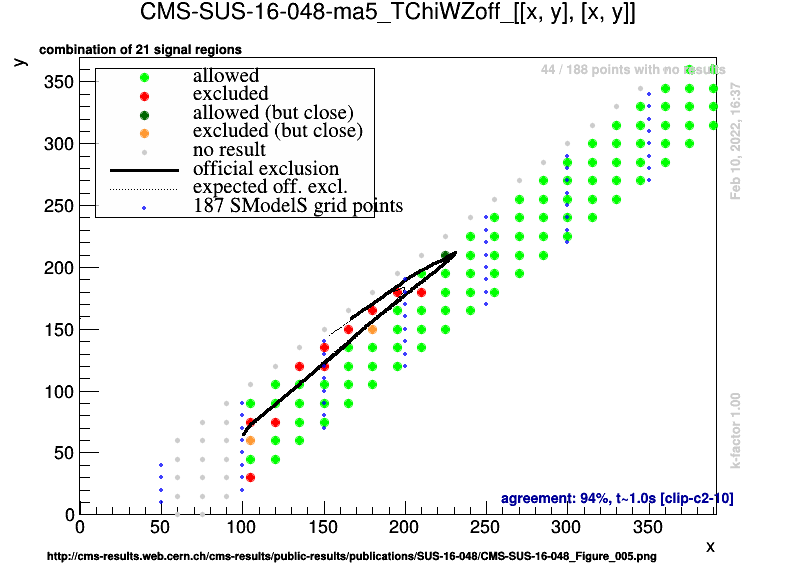 CMS-SUS-16-048-ma5_TChiWZoff_[[x, y], [x, y]]
combination of 21 signal regions
y
44 / 188 points with no results
allowed
excluded
allowed (but close)
excluded (but close)
no result
official exclusion
expected off. excl.
187 SModelS grid points
350
300
250
200
150
100
50
0
0 50 100 150 200 250 300 350
x
Feb 10, 2022, 16:37
k-factor 1.00
agreement: 94%, t~1.0s [clip-c2-10]
http://cms-results.web.cern.ch/cms-results/public-results/publications/SUS-16-048/CMS-SUS-16-048_Figure_005.png